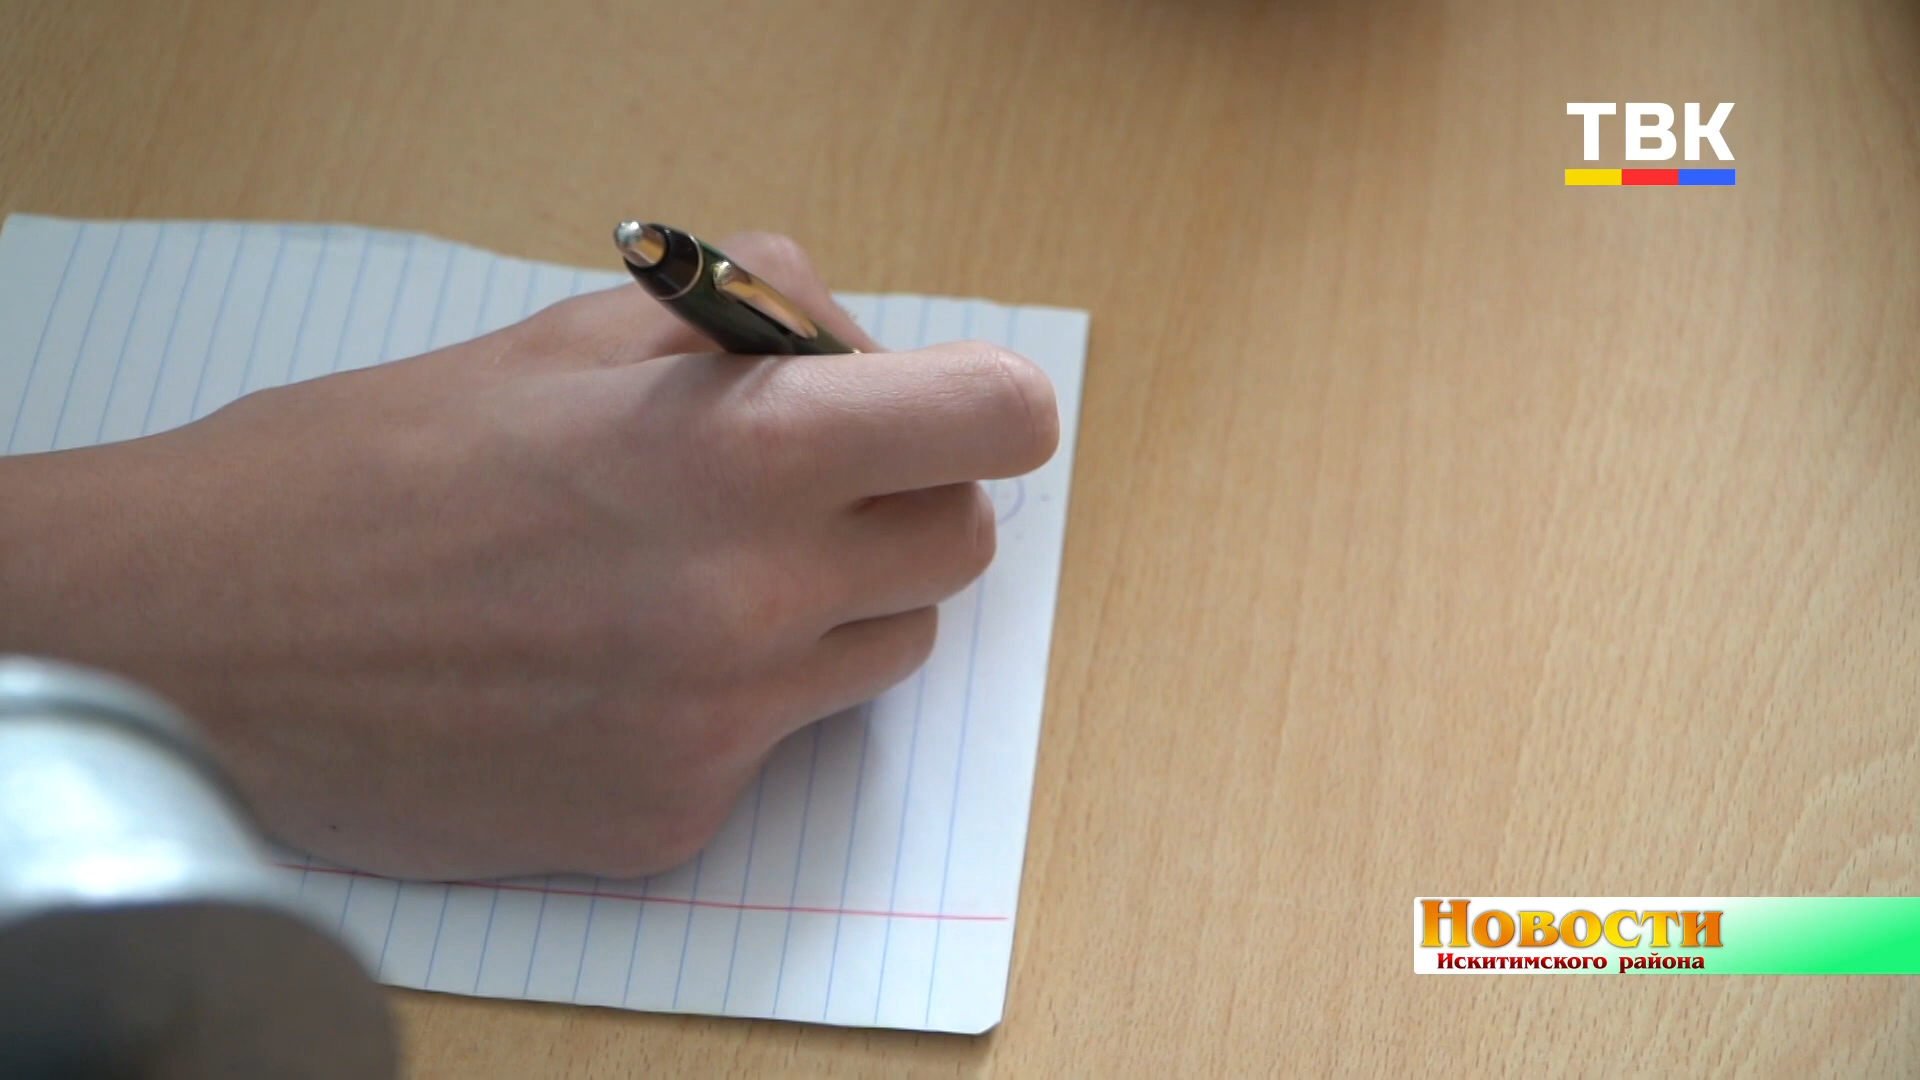 ТВК
Новости
Искитимского района